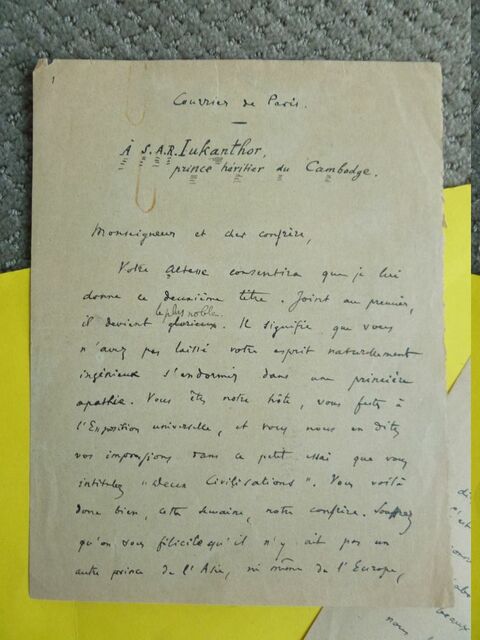 1
Courrier de Paris.
À S.A.R. Iukanthor,
prince héritier du Cambodge.
Monseigneur et cher confrère,
Votre Altesse consentira que je lui
donne ce deuxième titre. Joint au premier,
le plus noble
il devient glorieux. Il signifie que vous
n'avez pas laissé votre esprit naturellement
ingénieux s'endormir dans une princière
apathie. Vous êtes notre hôte, vous fûtes à
l'Exposition universelle, et vous nous en dites
vos impressions dans ce petit essai que vous
intitulez "Deux Civilisations". Vous voilà
donc bien, cette semaine, notre confrère. Souffrez
qu'on vous félicite qu'il n'y ait pas un
autre prince de l'Asie, ni même de l'Europe,